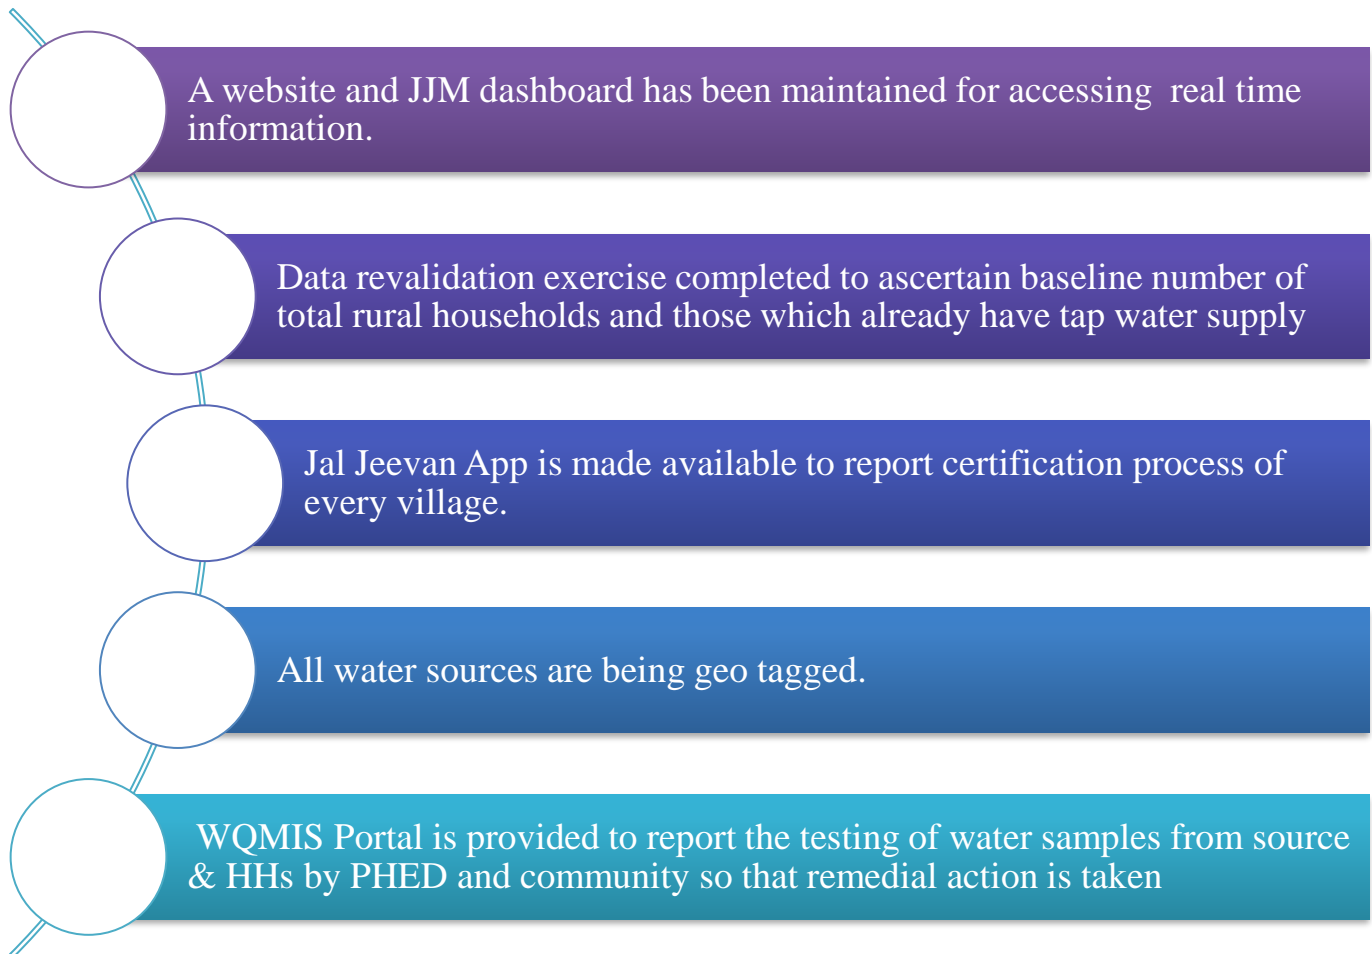 A website and JJM dashboard has been maintained for accessing  real time
information.
Data revalidation exercise completed to ascertain baseline number of
total rural households and those which already have tap water supply
Jal Jeevan App is made available to report certification process of
every village.
All water sources are being geo tagged.
WQMIS Portal is provided to report the testing of water samples from source
& HHs by PHED and community so that remedial action is taken